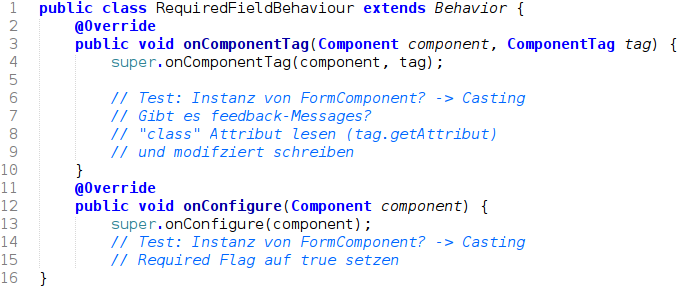 1 public class RequiredFieldBehaviour extends Behavior {
2 @Override
3 public void onComponentTag(Component component, ComponentTag tag) {
4 super.onComponentTag(component, tag);
5
6 // Test: Instanz von FormComponent? -> Casting
7 // Gibt es feedback-Messages?
8 // "class" Attribut lesen (tag.getAttribut)
9 // und modifziert schreiben
10 }
11 @Override
12 public void onConfigure(Component component) {
13 super.onConfigure(component);
14 // Test: Instanz von FormComponent? -> Casting
15 // Required Flag auf true setzen
16 }